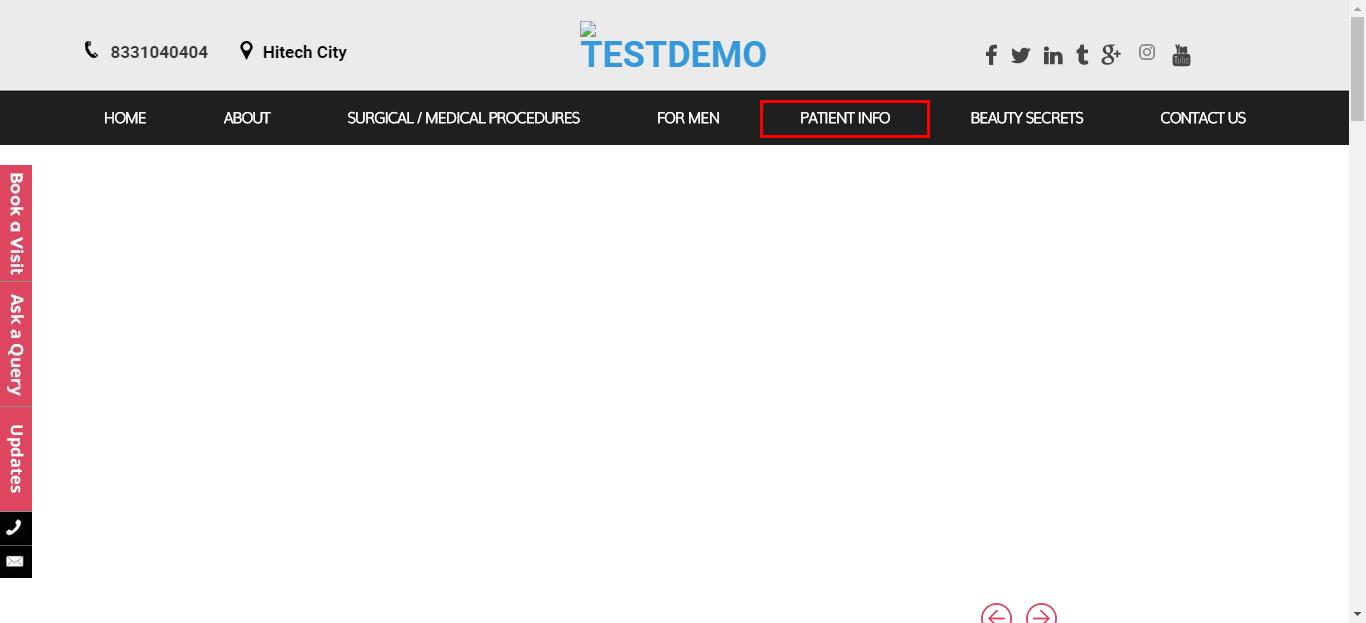 8331040404
Hitech City
TESTDEMO
HOME
ABOUT
SURGICAL / MEDICAL PROCEDURES
FOR MEN
PATIENT INFO
BEAUTY SECRETS
CONTACT US
Book a Visit
Ask a Query
Updates